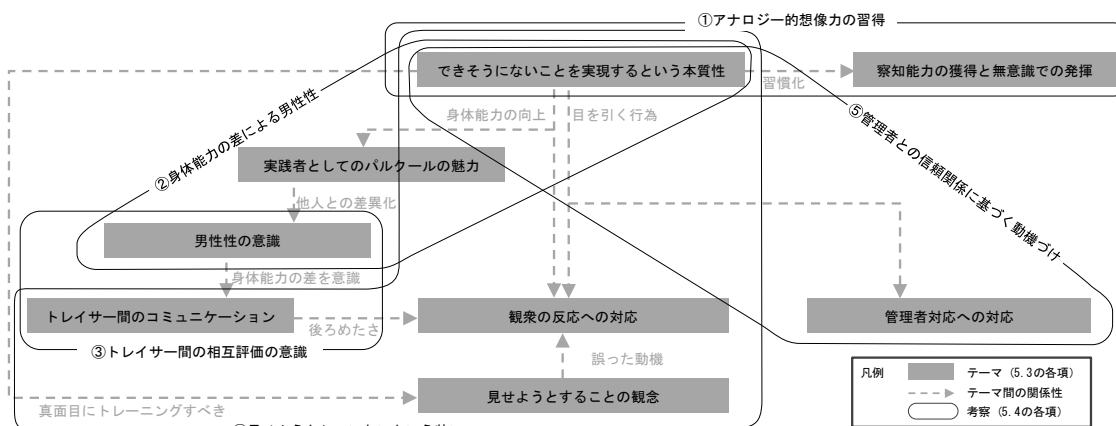 ①アナロジー的想像力の習得
できそうにないことを実現するという本質性
習慣化
察知能力の獲得と無意識での発揮
身体能力の向上
目を引く行為
②身体能力の差による男性性
⑤管理者との信頼関係に基づく動機づけ
実践者としてのパルクールの魅力
他人との差異化
男性性の意識
身体能力の差を意識
トレイサー間のコミュニケーション
後ろめたさ
観衆の反応への対応
管理者対応への対応
③トレイサー間の相互評価の意識
誤った動機
見せようとすることの観念
真面目にトレーニングすべき
凡例
テーマ（5.3の各項）
テーマ間の関係性
考察（5.4の各項）